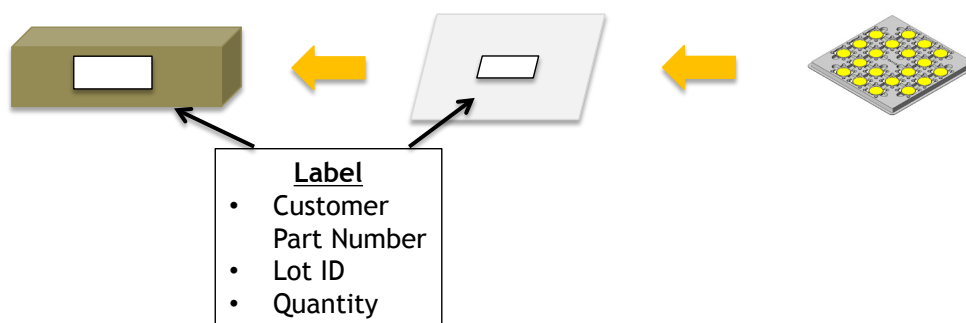 Label
• Customer
Part Number
• Lot ID
• Quantity